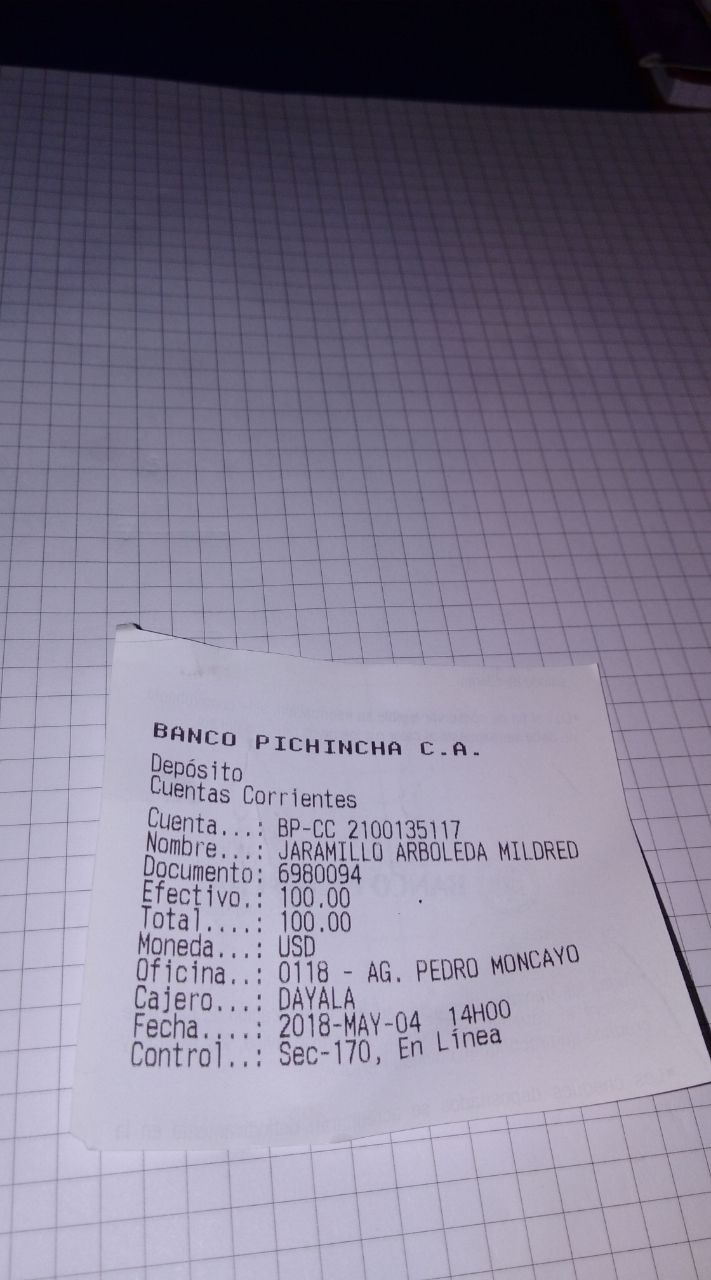 BANCO PICHINCHA C.A.
Depósito
Cuentas Corrientes
Cuenta...: BP-CC 2100135117
Nombre...: JARAMILLO ARBOLEDA MILDRED
Documento: 6980094
Efectivo.: 100.00
Total....: 100.00
Moneda...: USD
Oficina..: 0118 - AG. PEDRO MONCAYO
Cajero...: DAYALA
Fecha....: 2018-MAY-04 14H00
Control..: Sec-170, En Línea